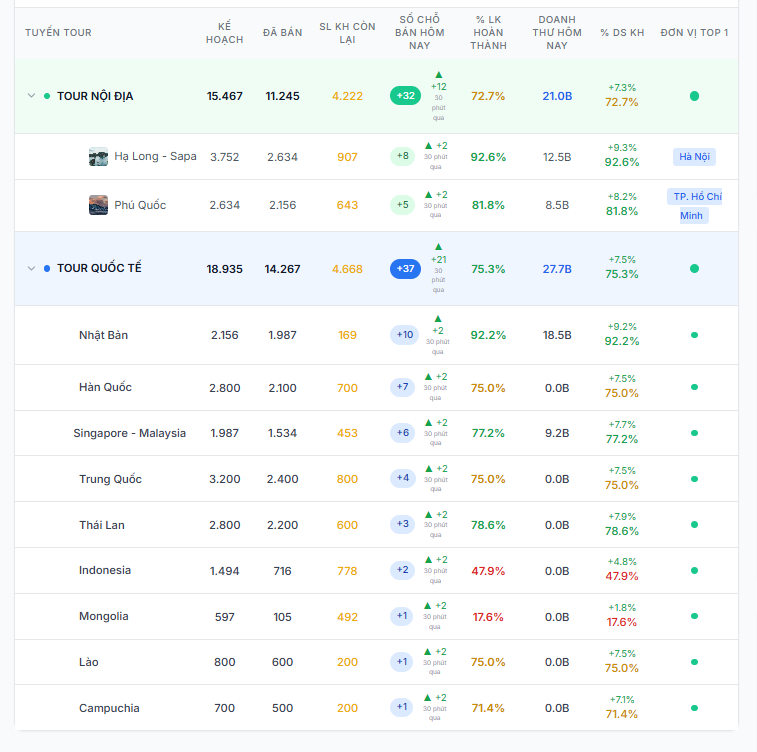 TUYẾN TOUR KẾ HOẠCH ĐÃ BÁN SL KH CÒN LẠI SỐ CHỖ BÁN HÔM NAY % LK HOÀN THÀNH DOANH THU HÔM NAY % DS KH ĐƠN VỊ TOP 1
TOUR NỘI ĐỊA 15.467 11.245 4.222 +32 ▲ +12 30 phút qua 72.7% 21.0B +7.3% 72.7%
Hạ Long - Sapa 3.752 2.634 907 +8 ▲ +2 30 phút qua 92.6% 12.5B +9.3% 92.6% Hà Nội
Phú Quốc 2.634 2.156 643 +5 ▲ +2 30 phút qua 81.8% 8.5B +8.2% 81.8% TP. Hồ Chí Minh
TOUR QUỐC TẾ 18.935 14.267 4.668 +37 ▲ +21 30 phút qua 75.3% 27.7B +7.5% 75.3%
Nhật Bản 2.156 1.987 169 +10 ▲ +2 30 phút qua 92.2% 18.5B +9.2% 92.2%
Hàn Quốc 2.800 2.100 700 +7 ▲ +2 30 phút qua 75.0% 0.0B +7.5% 75.0%
Singapore - Malaysia 1.987 1.534 453 +6 ▲ +2 30 phút qua 77.2% 9.2B +7.7% 77.2%
Trung Quốc 3.200 2.400 800 +4 ▲ +2 30 phút qua 75.0% 0.0B +7.5% 75.0%
Thái Lan 2.800 2.200 600 +3 ▲ +2 30 phút qua 78.6% 0.0B +7.9% 78.6%
Indonesia 1.494 716 778 +2 ▲ +2 30 phút qua 47.9% 0.0B +4.8% 47.9%
Mongolia 597 105 492 +1 ▲ +2 30 phút qua 17.6% 0.0B +1.8% 17.6%
Lào 800 600 200 +1 ▲ +2 30 phút qua 75.0% 0.0B +7.5% 75.0%
Campuchia 700 500 200 +1 ▲ +2 30 phút qua 71.4% 0.0B +7.1% 71.4%